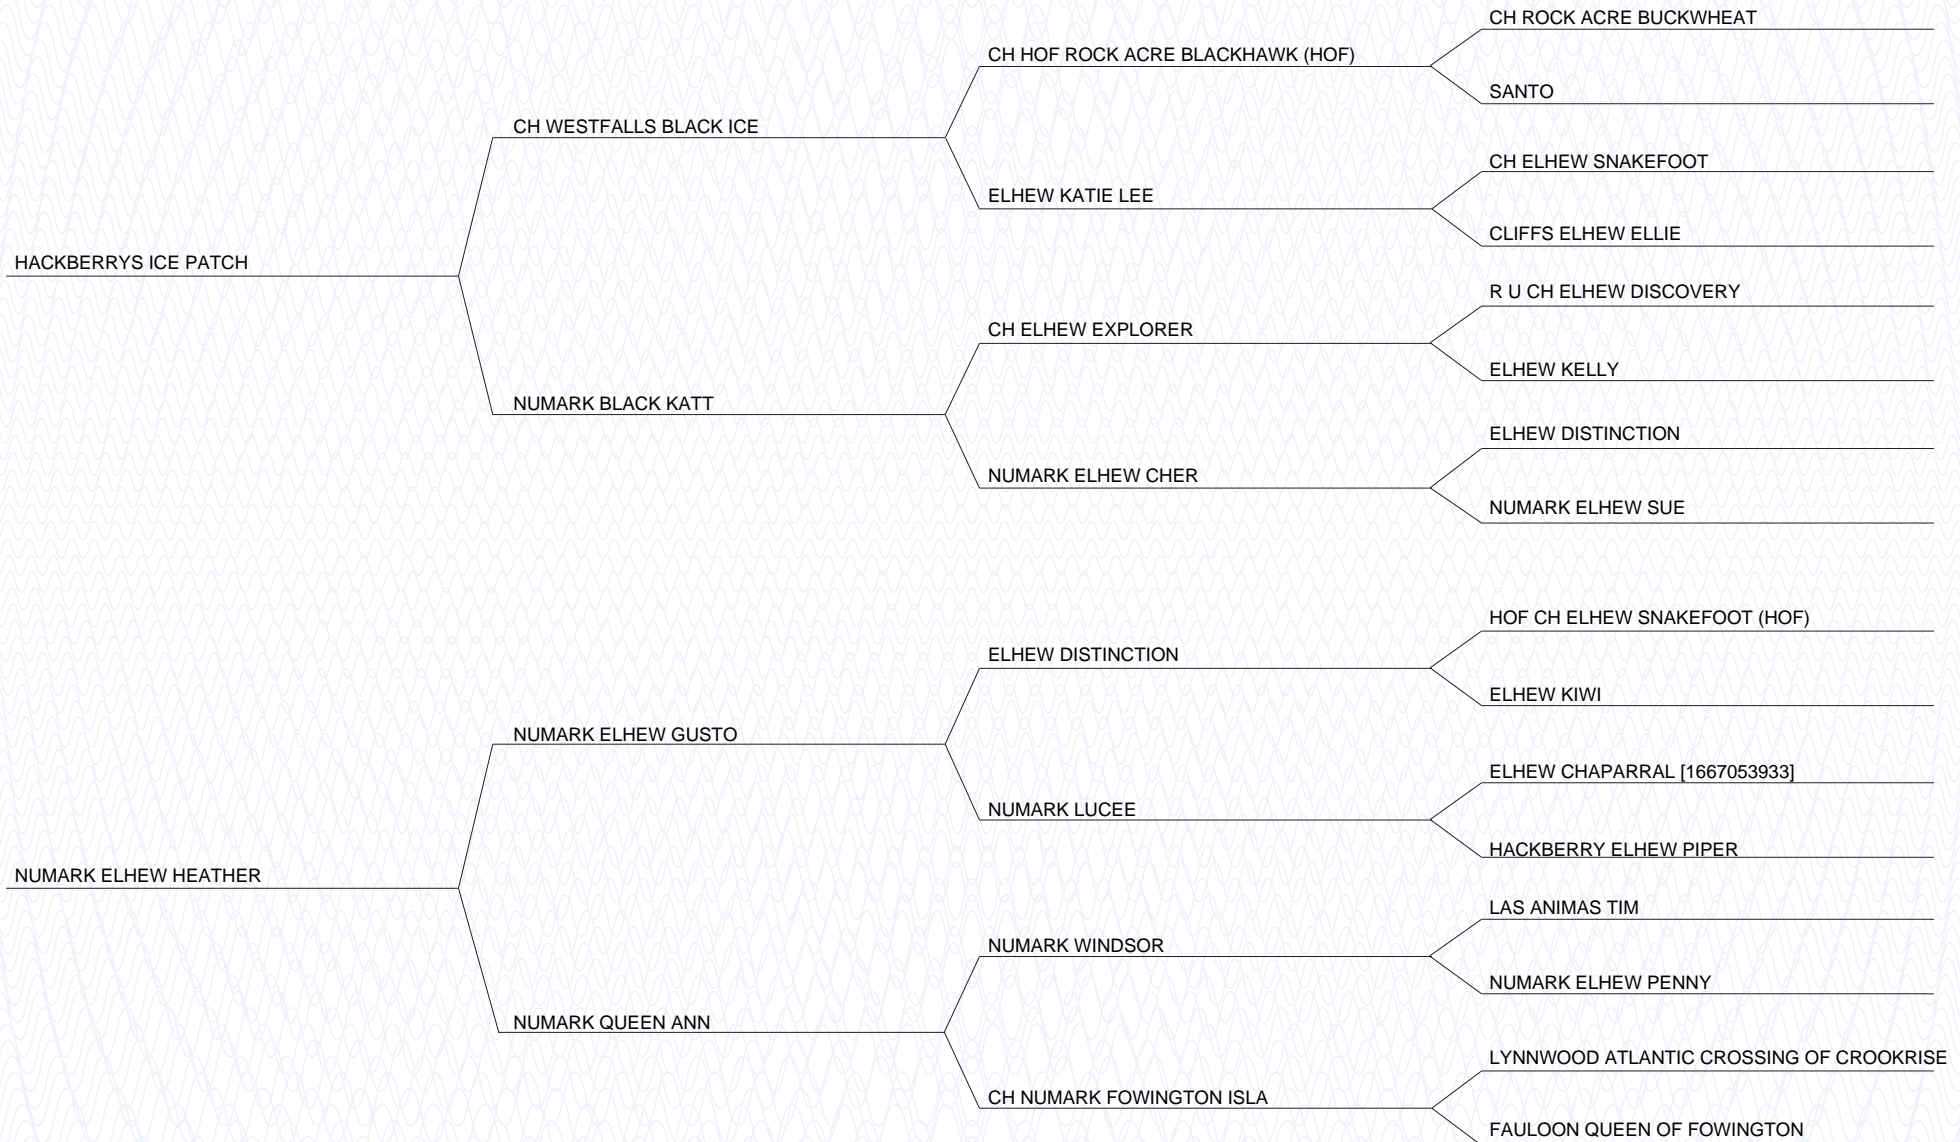 CH ROCK ACRE BUCKWHEAT
CH HOF ROCK ACRE BLACKHAWK (HOF)
SANTO
CH WESTFALLS BLACK ICE
CH ELHEW SNAKEFOOT
ELHEW KATIE LEE
CLIFFS ELHEW ELLIE
HACKBERRYS ICE PATCH
R U CH ELHEW DISCOVERY
CH ELHEW EXPLORER
ELHEW KELLY
NUMARK BLACK KATT
ELHEW DISTINCTION
NUMARK ELHEW CHER
NUMARK ELHEW SUE
HOF CH ELHEW SNAKEFOOT (HOF)
ELHEW DISTINCTION
ELHEW KIWI
NUMARK ELHEW GUSTO
ELHEW CHAPARRAL [1667053933]
NUMARK LUCEE
HACKBERRY ELHEW PIPER
NUMARK ELHEW HEATHER
LAS ANIMAS TIM
NUMARK WINDSOR
NUMARK ELHEW PENNY
NUMARK QUEEN ANN
LYNNWOOD ATLANTIC CROSSING OF CROOKRISE
CH NUMARK FOWINGTON ISLA
FAULOON QUEEN OF FOWINGTON